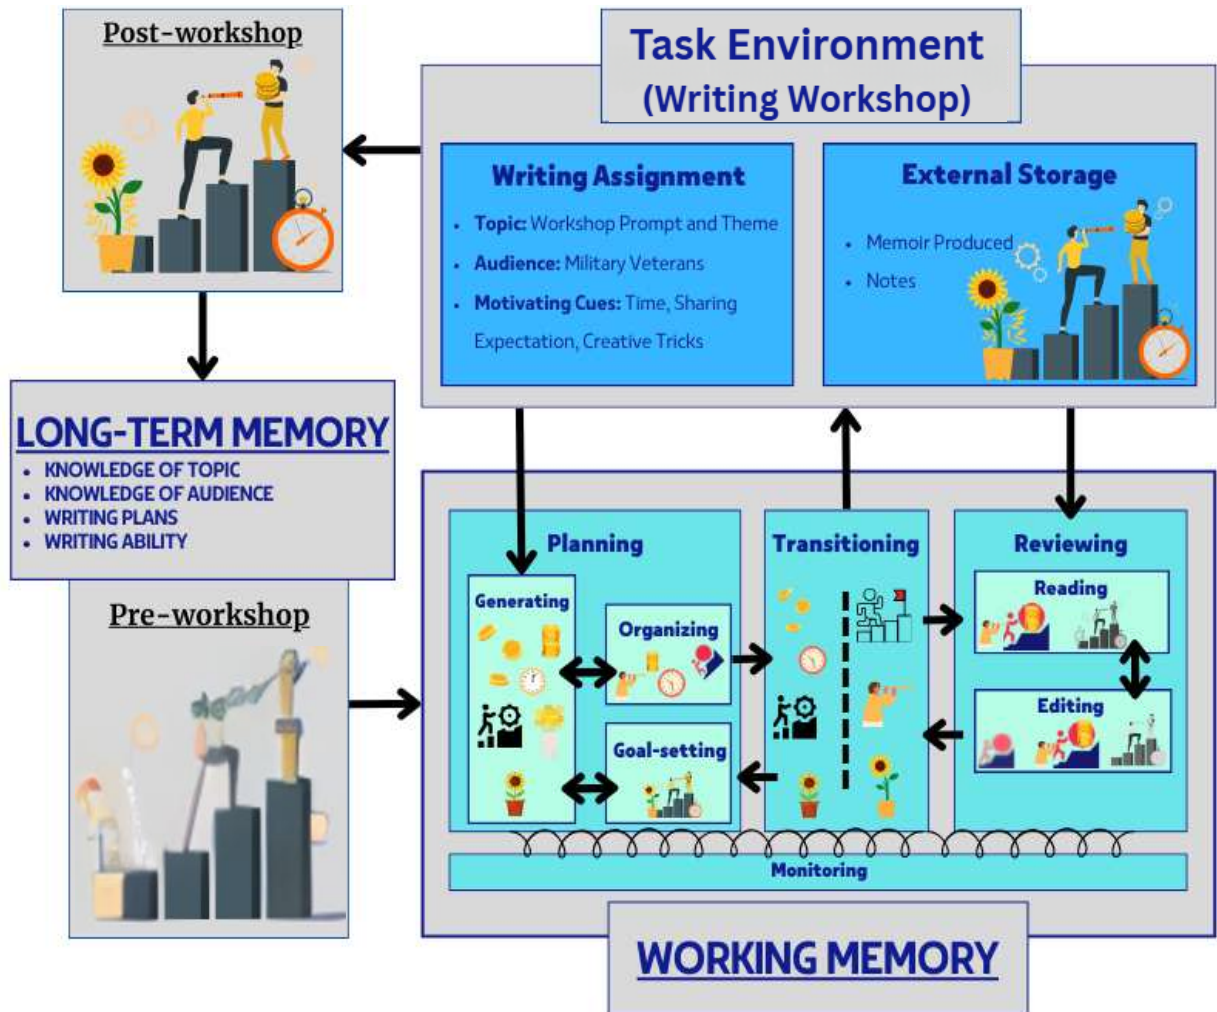 Post-workshop
Task Environment
(Writing Workshop)
Writing Assignment
• Topic: Workshop Prompt and Theme
• Audience: Military Veterans
• Motivating Cues: Time, Sharing
Expectation, Creative Tricks
External Storage
• Memoir Produced
• Notes
LONG-TERM MEMORY
• KNOWLEDGE OF TOPIC
• KNOWLEDGE OF AUDIENCE
• WRITING PLANS
• WRITING ABILITY
Pre-workshop
Planning
Generating
Organizing
Goal-setting
Transitioning
Reviewing
Reading
Editing
Monitoring
WORKING MEMORY